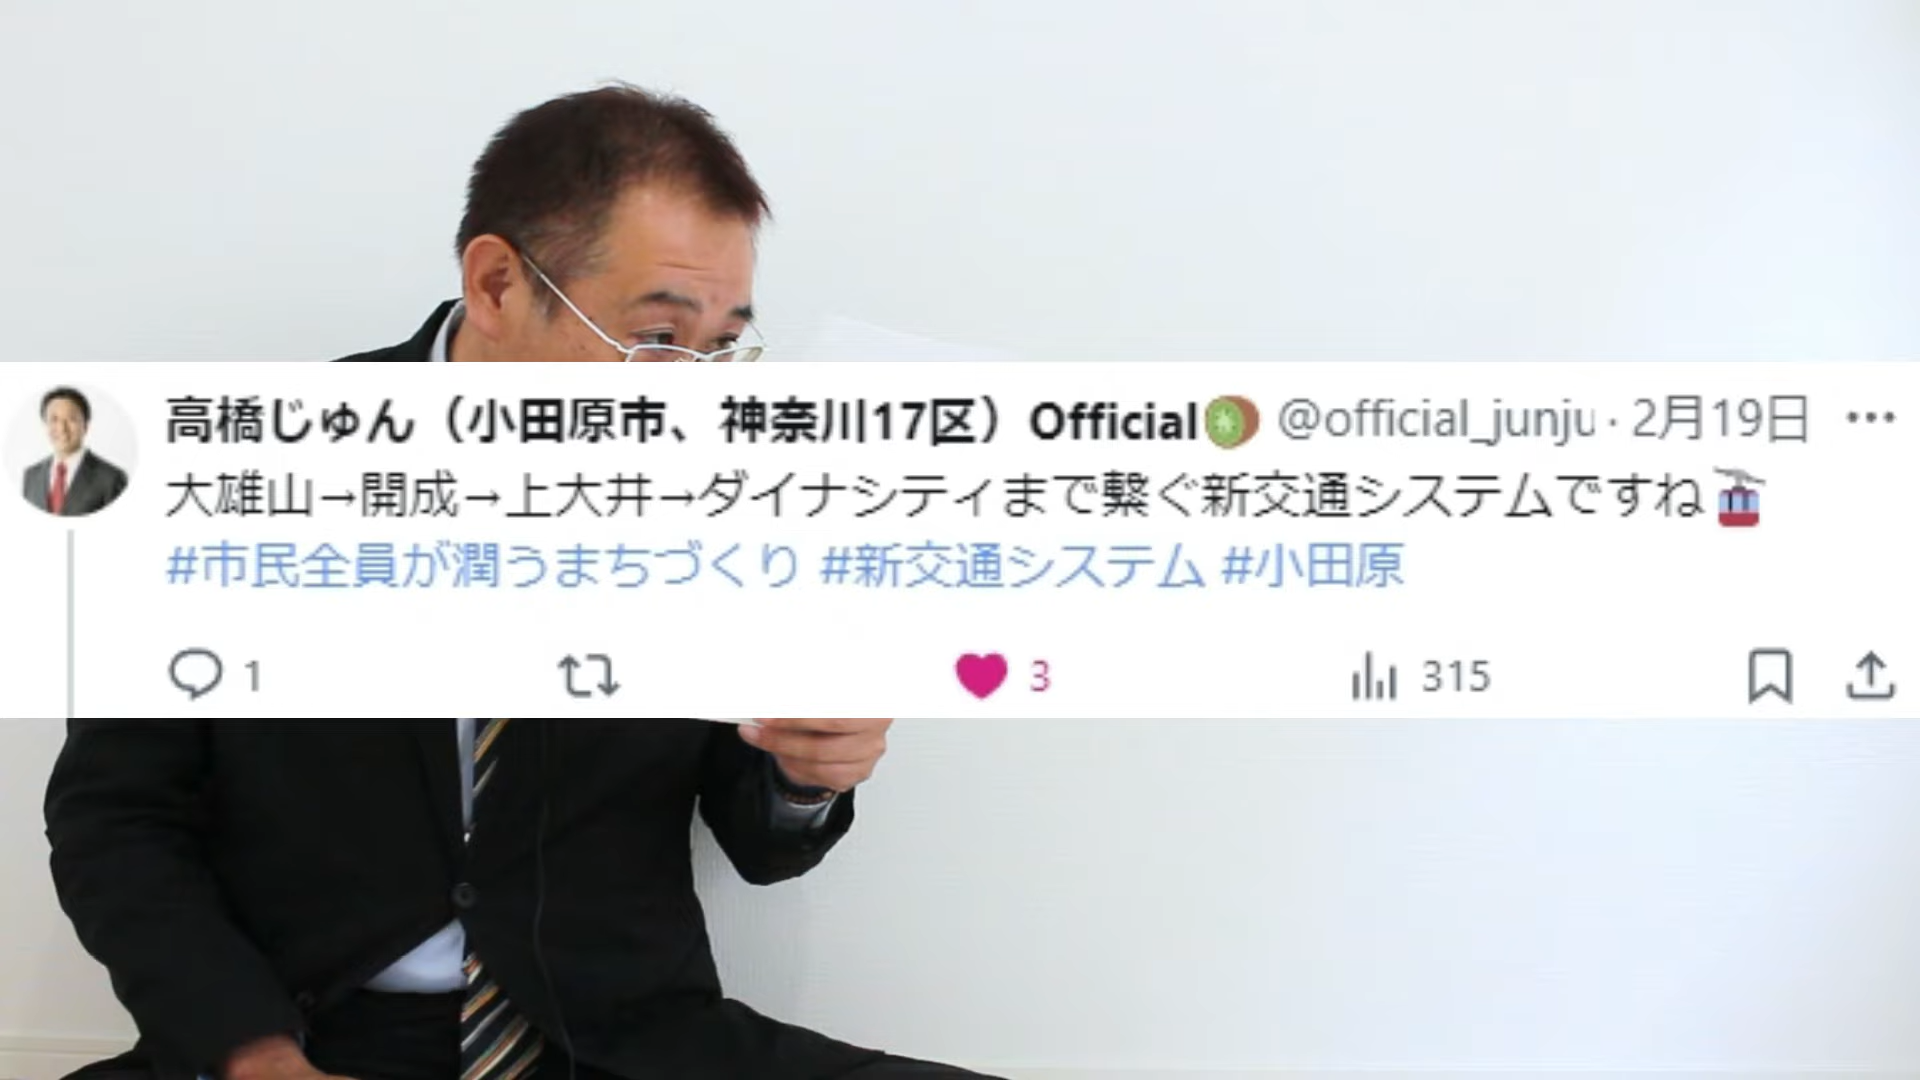 高橋じゅん（小田原市、神奈川17区）Official🥝 @official_junju · 2月19日
大雄山→開成→上大井→ダイナシティまで繋ぐ新交通システムですね🚡
#市民全員が潤うまちづくり #新交通システム #小田原
1 3 315